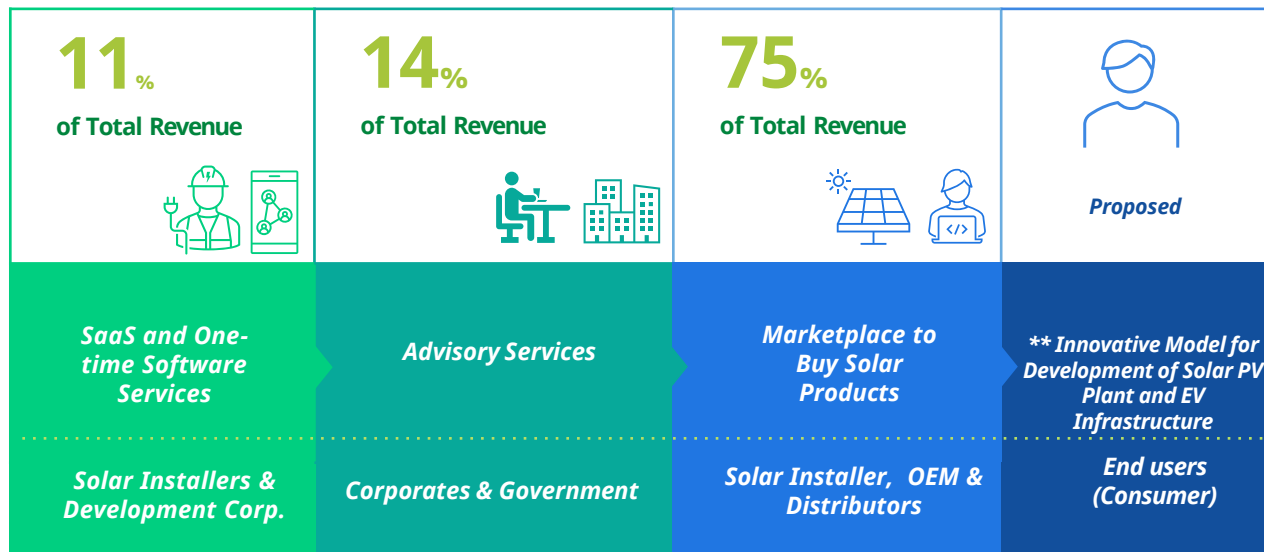 11%
of Total Revenue
14%
of Total Revenue
75%
of Total Revenue
</>
Proposed
SaaS and One-
time Software
Services
Advisory Services
Marketplace to
Buy Solar
Products
** Innovative Model for
Development of Solar PV
Plant and EV
Infrastructure
Solar Installers &
Development Corp.
Corporates & Government
Solar Installer, OEM &
Distributors
End users
(Consumer)